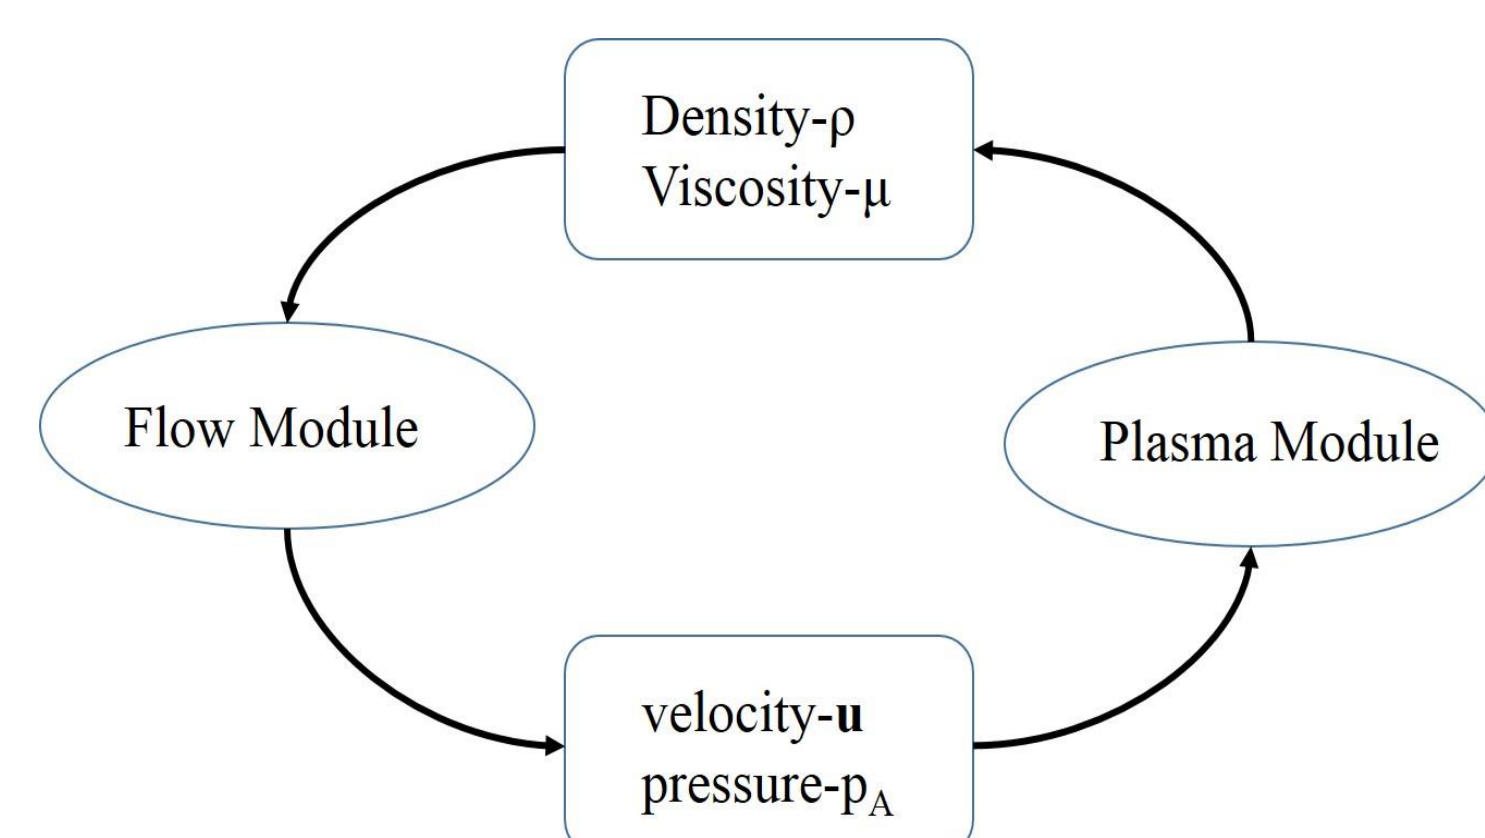 Density-ρ
Viscosity-μ
Flow Module
Plasma Module
velocity-u
pressure-pA